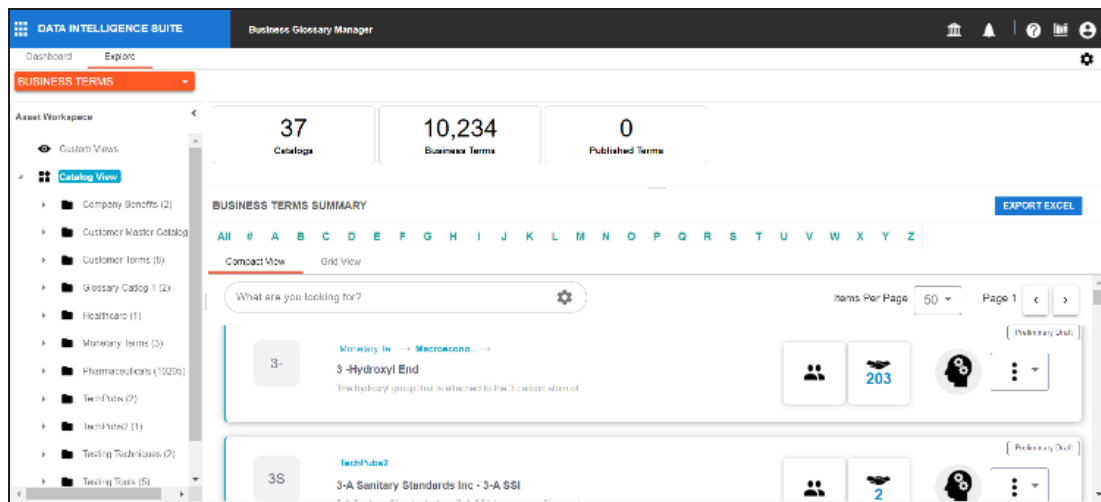 DATA INTELLIGENCE SUITE
Business Glossary Manager
Dashboard
Explore
BUSINESS TERMS
Asset Workspace
37
Catalogs
10,234
Business Terms
0
Published Terms
Custom Views
Catalog View
Company Benefits (2)
Customer Master Catalog
Customer Terms (8)
Glossary Catlog 1 (2)
Healthcare (1)
Monetary Terms (3)
Pharmaceuticals (10205)
TechPubs (2)
TechPubs2 (1)
Testing Techniques (2)
Testing Tools (5)
BUSINESS TERMS SUMMARY
EXPORT EXCEL
All # A B C D E F G H I J K L M N O P Q R S T U V W X Y Z
Compact View
Grid View
What are you looking for?
Items Per Page 50
Page 1
Preliminary Draft
3-
Monetary Te.. → Macroecono.. →
3 -Hydroxyl End
The hydroxyl group that is attached to the 3 carbon atom of
203
Preliminary Draft
3S
TechPubs2
3-A Sanitary Standards Inc - 3-A SSI
2